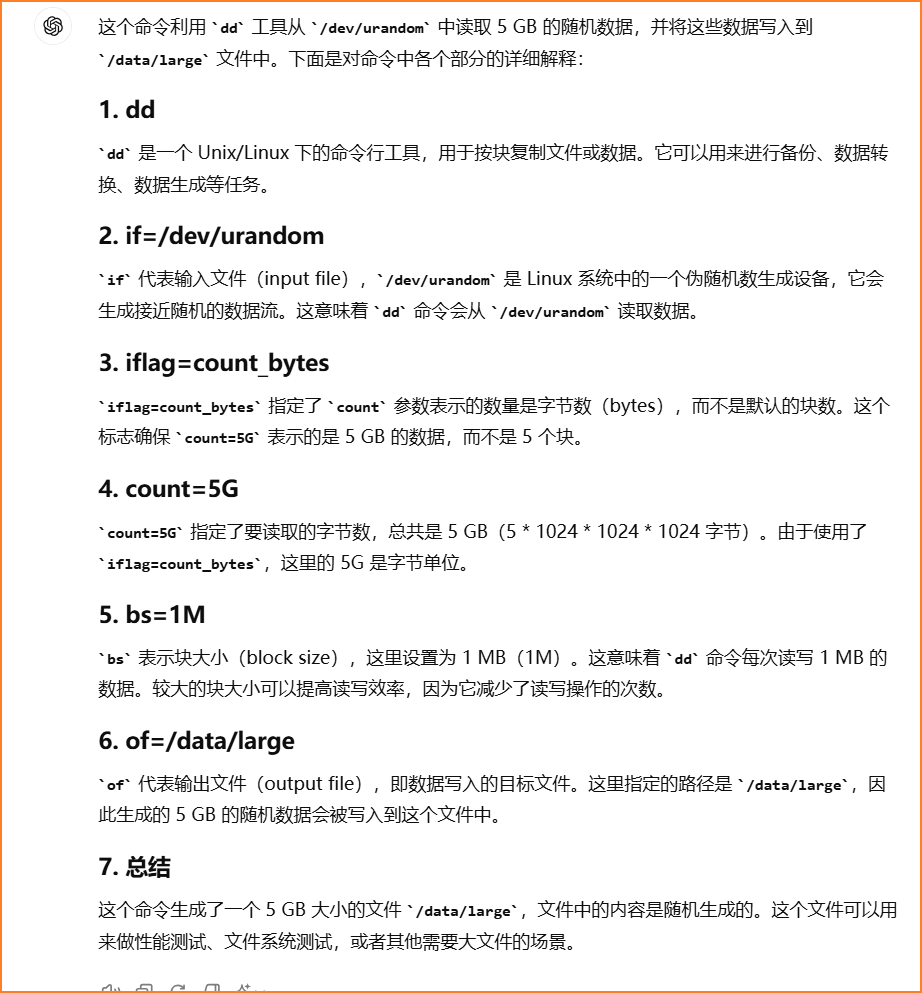 这个命令利用 `dd` 工具从 `/dev/urandom` 中读取 5 GB 的随机数据，并将这些数据写入到
`/data/large` 文件中。下面是对命令中各个部分的详细解释：
1. dd
`dd` 是一个 Unix/Linux 下的命令行工具，用于按块复制文件或数据。它可以用来进行备份、数据转
换、数据生成等任务。
2. if=/dev/urandom
`if` 代表输入文件（input file），`/dev/urandom` 是 Linux 系统中的一个伪随机数生成设备，它会
生成接近随机的数据流。这意味着 `dd` 命令会从 `/dev/urandom` 读取数据。
3. iflag=count_bytes
`iflag=count_bytes` 指定了 `count` 参数表示的数量是字节数（bytes），而不是默认的块数。这个
标志确保 `count=5G` 表示的是 5 GB 的数据，而不是 5 个块。
4. count=5G
`count=5G` 指定了要读取的字节数，总共是 5 GB（5 * 1024 * 1024 * 1024 字节）。由于使用了
`iflag=count_bytes`，这里的 5G 是字节单位。
5. bs=1M
`bs` 表示块大小（block size），这里设置为 1 MB（1M）。这意味着 `dd` 命令每次读写 1 MB 的
数据。较大的块大小可以提高读写效率，因为它减少了读写操作的次数。
6. of=/data/large
`of` 代表输出文件（output file），即数据写入的目标文件。这里指定的路径是 `/data/large`，因
此生成的 5 GB 的随机数据会被写入到这个文件中。
7. 总结
这个命令生成了一个 5 GB 大小的文件 `/data/large`，文件中的内容是随机生成的。这个文件可以用
来做性能测试、文件系统测试，或者其他需要大文件的场景。